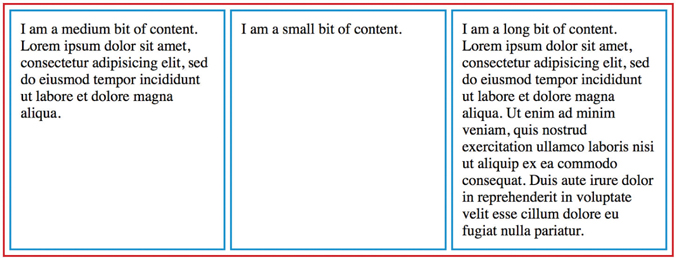 I am a medium bit of content.
Lorem ipsum dolor sit amet,
consectetur adipisicing elit, sed
do eiusmod tempor incididunt
ut labore et dolore magna
aliqua.
I am a small bit of content.
I am a long bit of content.
Lorem ipsum dolor sit amet,
consectetur adipisicing elit, sed
do eiusmod tempor incididunt
ut labore et dolore magna
aliqua. Ut enim ad minim
veniam, quis nostrud
exercitation ullamco laboris nisi
ut aliquip ex ea commodo
consequat. Duis aute irure dolor
in reprehenderit in voluptate
velit esse cillum dolore eu
fugiat nulla pariatur.